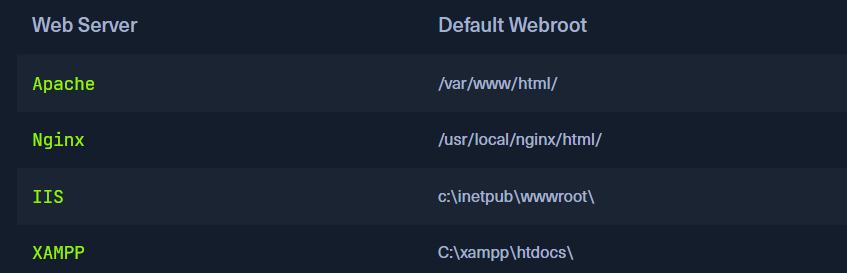 Web Server Default Webroot
Apache /var/www/html/
Nginx /usr/local/nginx/html/
IIS c:\inetpub\wwwroot\
XAMPP C:\xampp\htdocs\